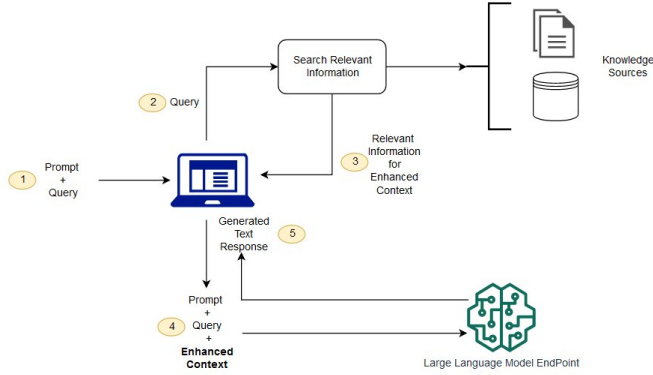 Search Relevant
Information
Knowledge
Sources
2
Query
1
Prompt
+
Query
3
Relevant
Information
for
Enhanced
Context
Generated
Text
Response
5
4
Prompt
+
Query
+
Enhanced
Context
Large Language Model EndPoint